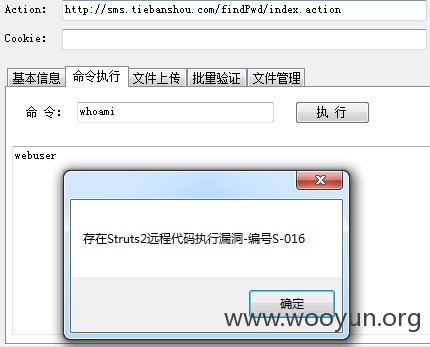 Action: http://sms.tiebanshou.com/findPwd/index.action
Cookie:
基本信息 命令执行 文件上传 批量验证 文件管理
命 令: whoami 执 行
webuser
存在Struts2远程代码执行漏洞-编号S-016
确定
www.wooyun.org